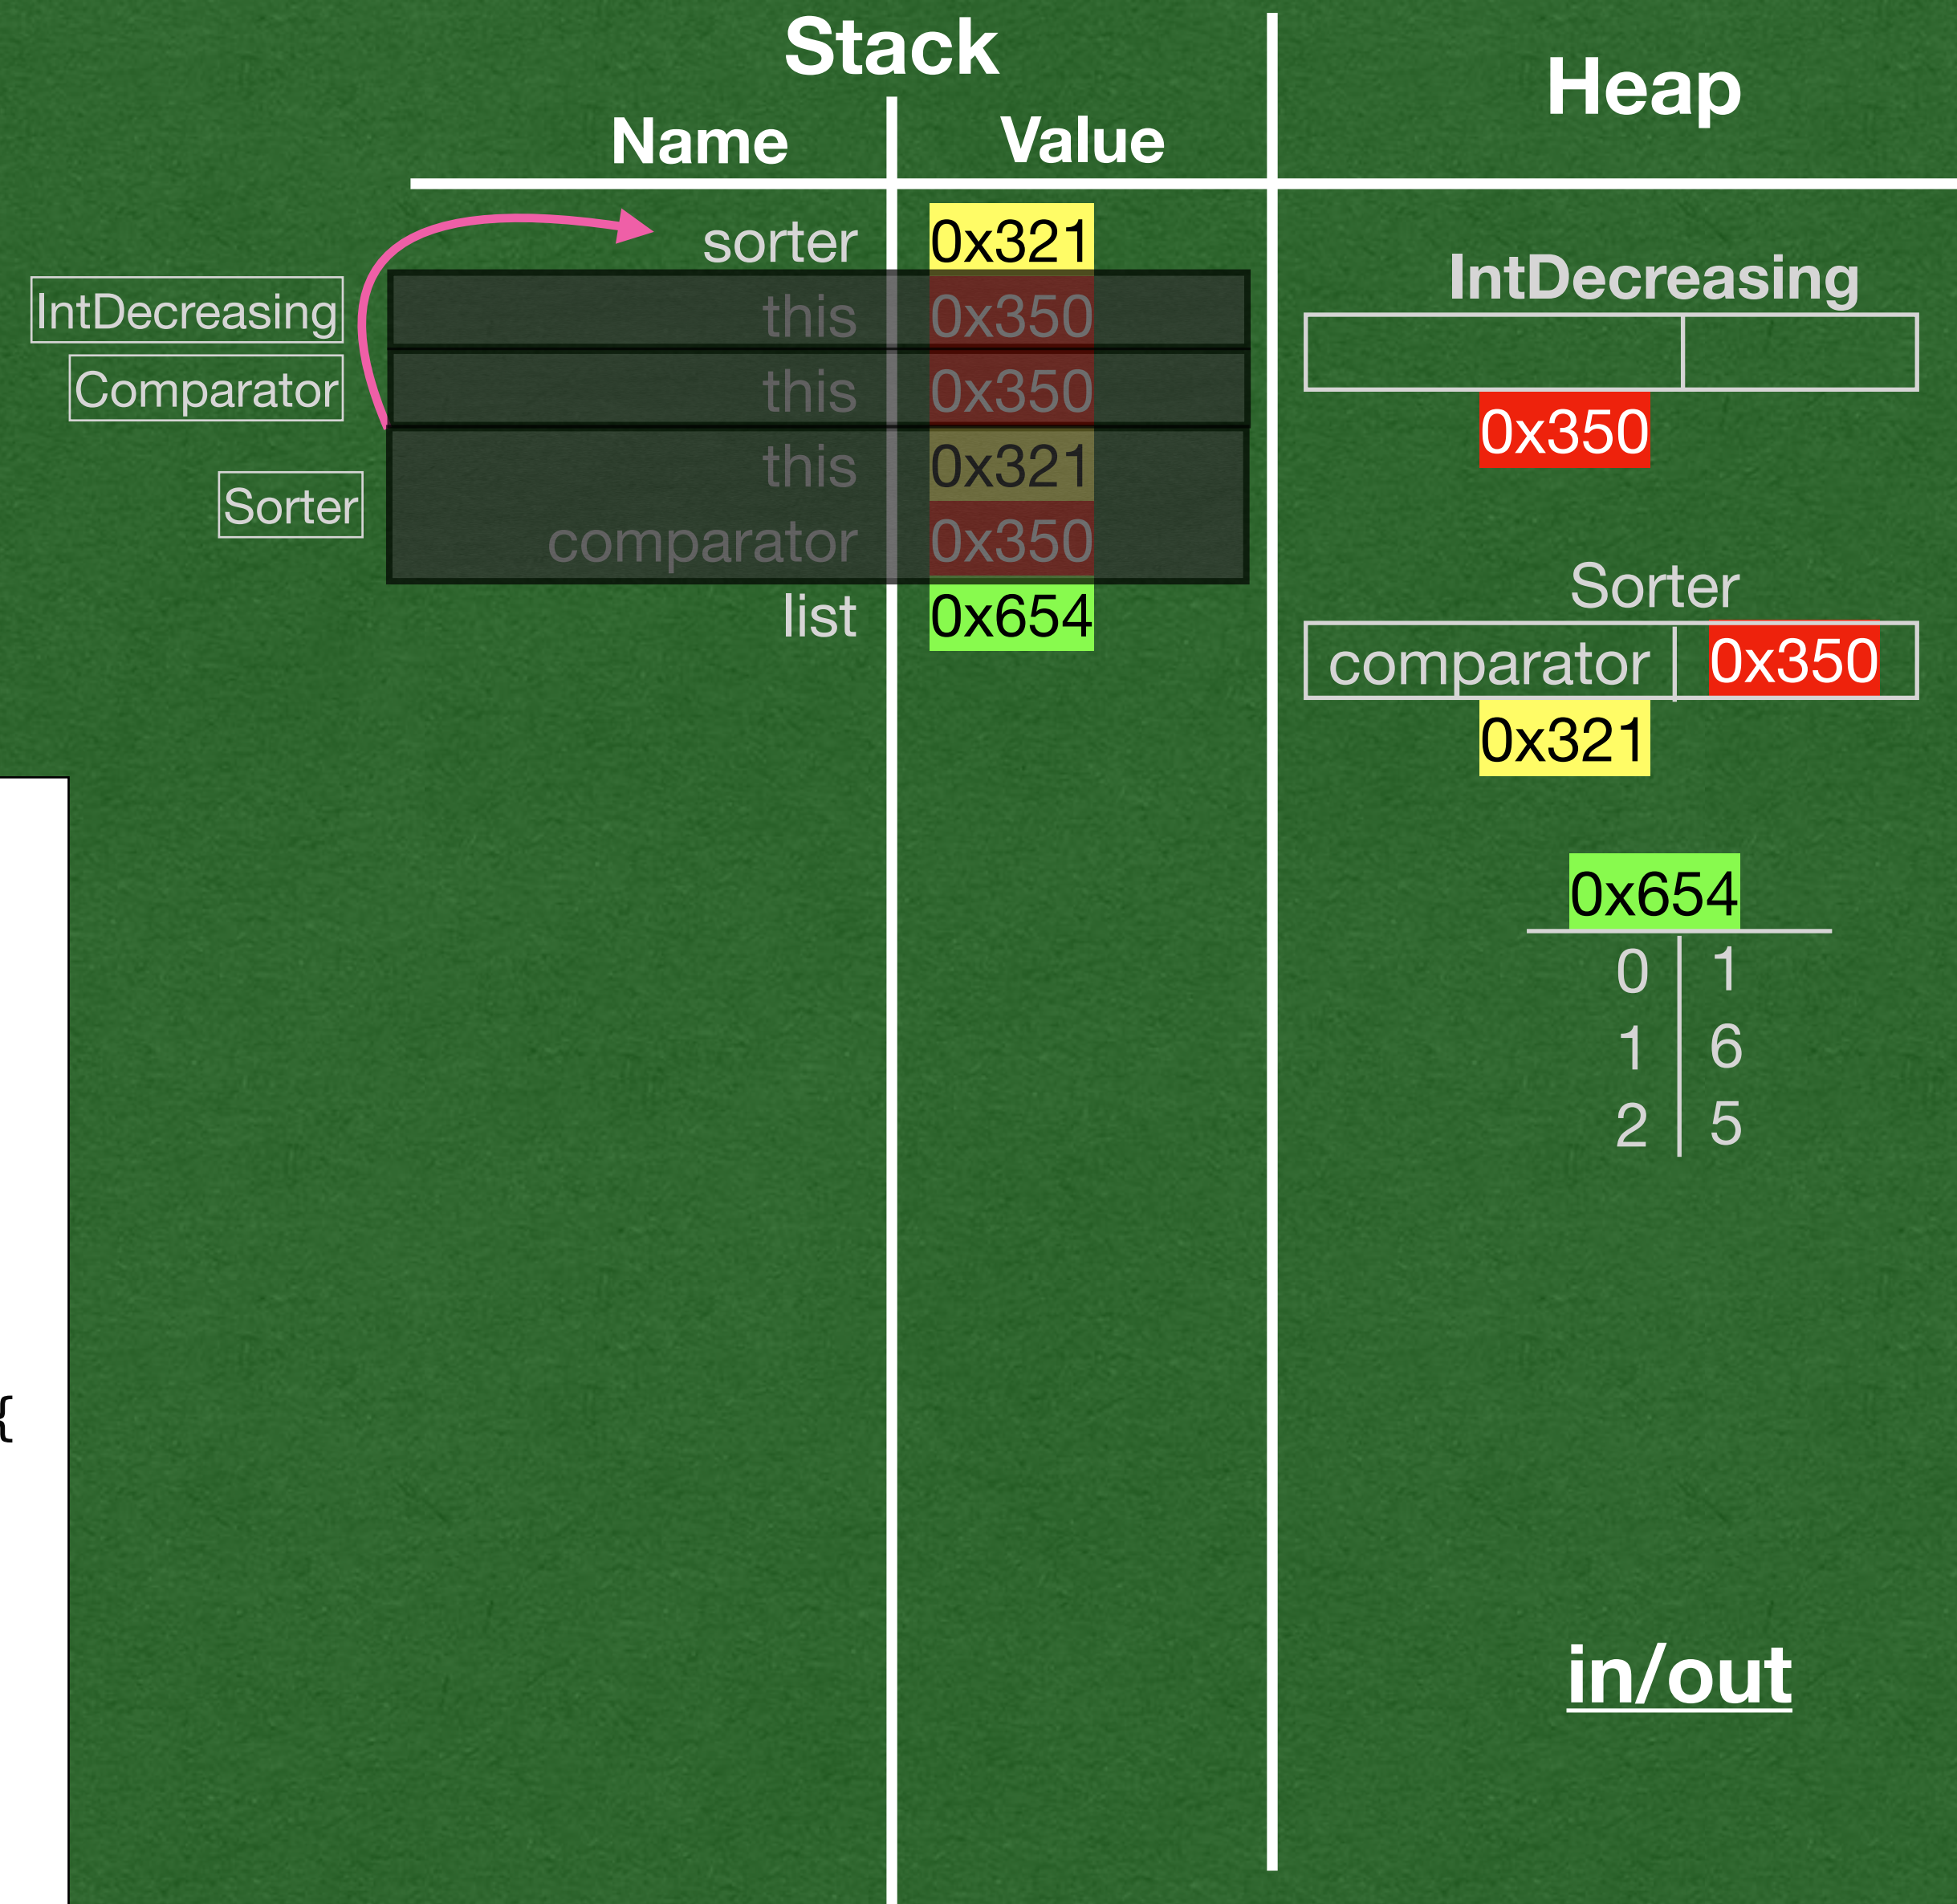 Stack
Heap
Name Value
sorter 0x321
IntDecreasing this 0x350
Comparator this 0x350
Sorter this 0x321
comparator 0x350
list 0x654
IntDecreasing
0x350
Sorter
comparator 0x350
0x321
0x654
0 1
1 6
2 5
{
in/out